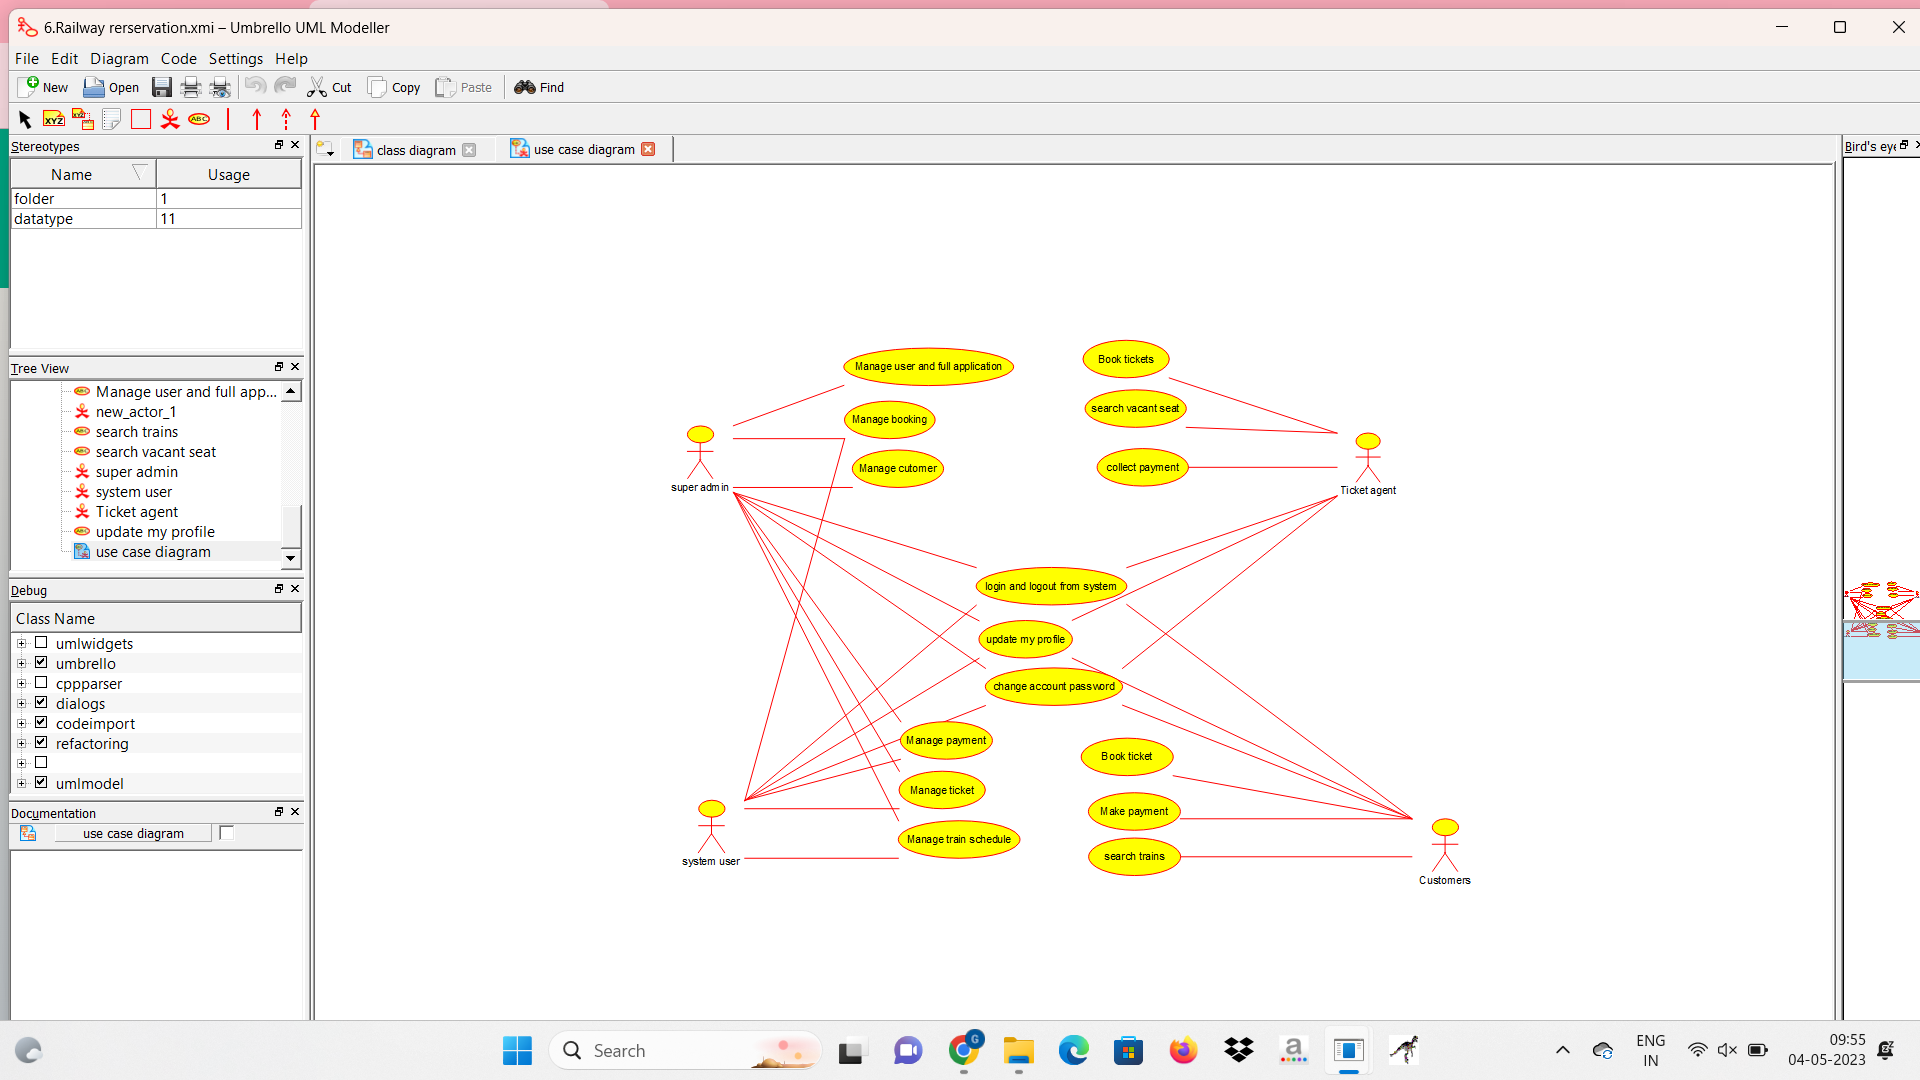 6.Railway rerservation.xmi – Umbrello UML Modeller
File Edit Diagram Code Settings Help
New Open Cut Copy Paste Find
XYZ XYZ ABC
Stereotypes
Name Usage
folder 1
datatype 11
Tree View
Manage user and full app...
new_actor_1
search trains
search vacant seat
super admin
system user
Ticket agent
update my profile
use case diagram
Debug
Class Name
umlwidgets
umbrello
cppparser
dialogs
codeimport
refactoring
umlmodel
Documentation
use case diagram
class diagram
use case diagram
Bird's eye
Manage user and full application
Manage booking
Manage cutomer
super admin
Book tickets
search vacant seat
collect payment
Ticket agent
login and logout from system
update my profile
change account password
Manage payment
Manage ticket
Manage train schedule
system user
Book ticket
Make payment
search trains
Customers
Search
G
a
ENG
IN
09:55
04-05-2023